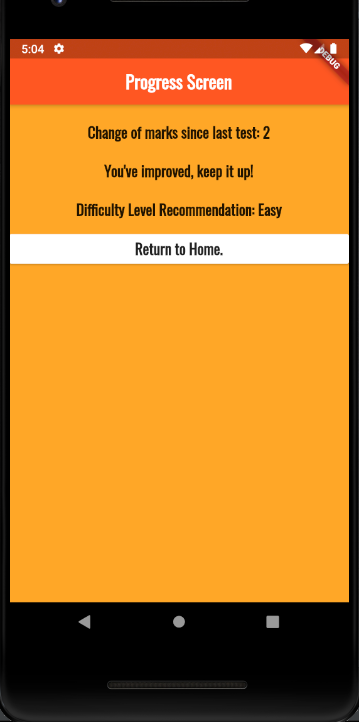 5:04
DEBUG
Progress Screen
Change of marks since last test: 2
You've improved, keep it up!
Difficulty Level Recommendation: Easy
Return to Home.